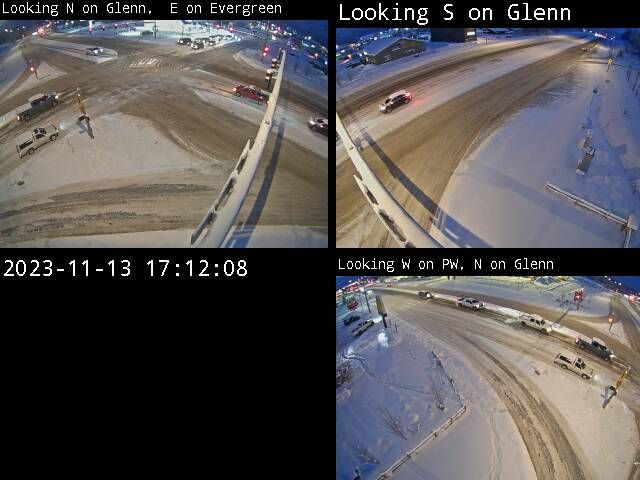 Looking N on Glenn, E on Evergreen
Looking S on Glenn
2023-11-13 17:12:08
Looking W on PW, N on Glenn